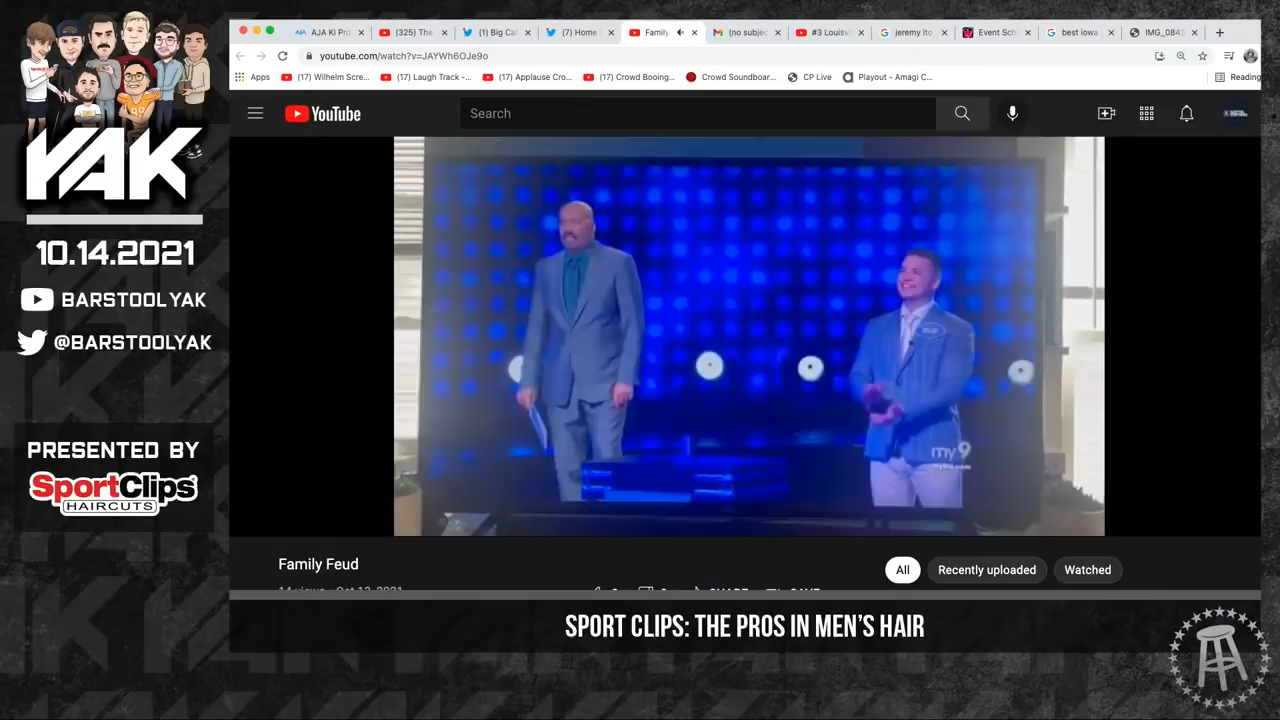 AJA Ki Pro
(325) The
(1) Big
(7) Home
Family
(no subjec
#3 Louisvi
jeremy ito
Event Sch
best iowa
IMG_0843
youtube.com/watch?v=JAYWh6OJe9o
Apps
(17) Wilhelm Scre...
(17) Laugh Track -...
(17) Applause Cro...
(17) Crowd Booing...
Crowd Soundboar...
CP Live
Playout - Amagi C...
Reading
YouTube
Search
YAK
10.14.2021
BARSTOOLYAK
@BARSTOOLYAK
PRESENTED BY
SportClips
HAIRCUTS
my9
Family Feud
All
Recently uploaded
Watched
SPORT CLIPS: THE PROS IN MEN'S HAIR